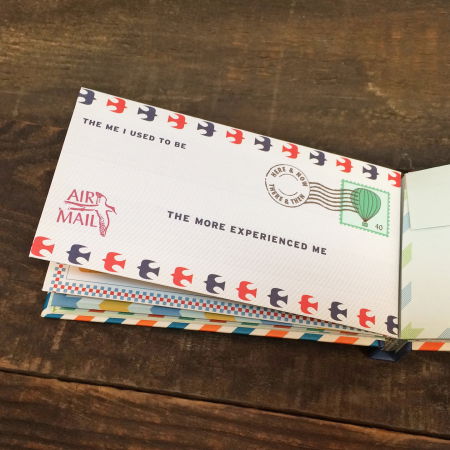 THE ME I USED TO BE
HERE & NOW
THERE & THEN
40
AIR
MAIL
THE MORE EXPERIENCED ME